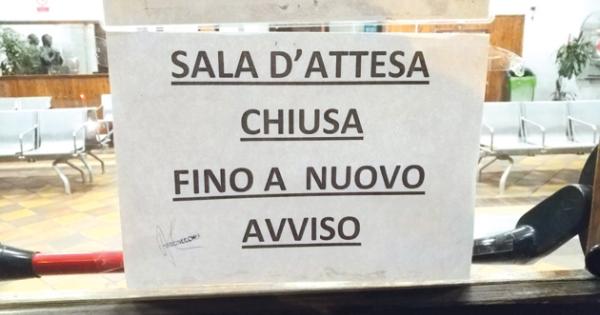 SALA D'ATTESA
CHIUSA
FINO A NUOVO
AVVISO